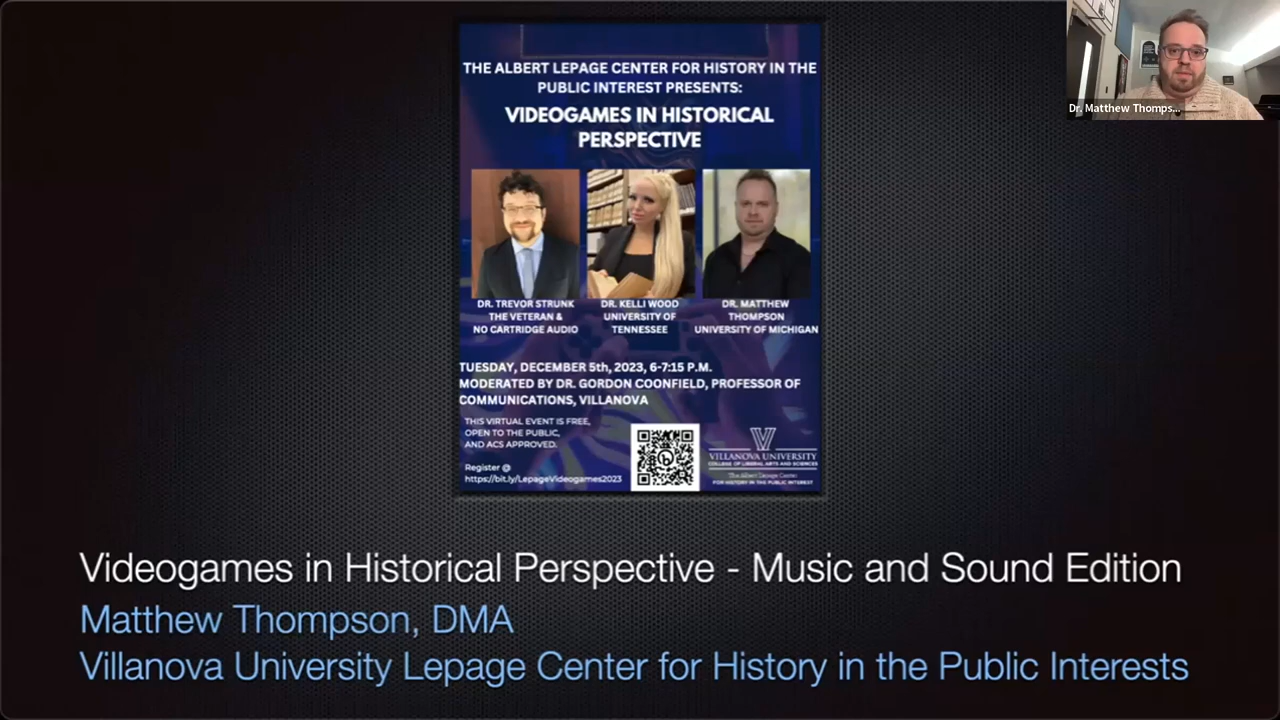 Dr. Matthew Thomps...
THE ALBERT LEPAGE CENTER FOR HISTORY IN THE
PUBLIC INTEREST PRESENTS:
VIDEOGAMES IN HISTORICAL
PERSPECTIVE
DR. TREVOR STRUNK
THE VETERAN &
NO CARTRIDGE AUDIO
DR. KELLI WOOD
UNIVERSITY OF
TENNESSEE
DR. MATTHEW
THOMPSON
UNIVERSITY OF MICHIGAN
TUESDAY, DECEMBER 5th, 2023, 6-7:15 P.M.
MODERATED BY DR. GORDON COONFIELD, PROFESSOR OF
COMMUNICATIONS, VILLANOVA
THIS VIRTUAL EVENT IS FREE,
OPEN TO THE PUBLIC,
AND ACS APPROVED.
Register @
https://bit.ly/LepageVideogames2023
VILLANOVA UNIVERSITY
COLLEGE OF LIBERAL ARTS AND SCIENCES
The Albert Lepage Center
FOR HISTORY IN THE PUBLIC INTEREST
Videogames in Historical Perspective - Music and Sound Edition
Matthew Thompson, DMA
Villanova University Lepage Center for History in the Public Interests